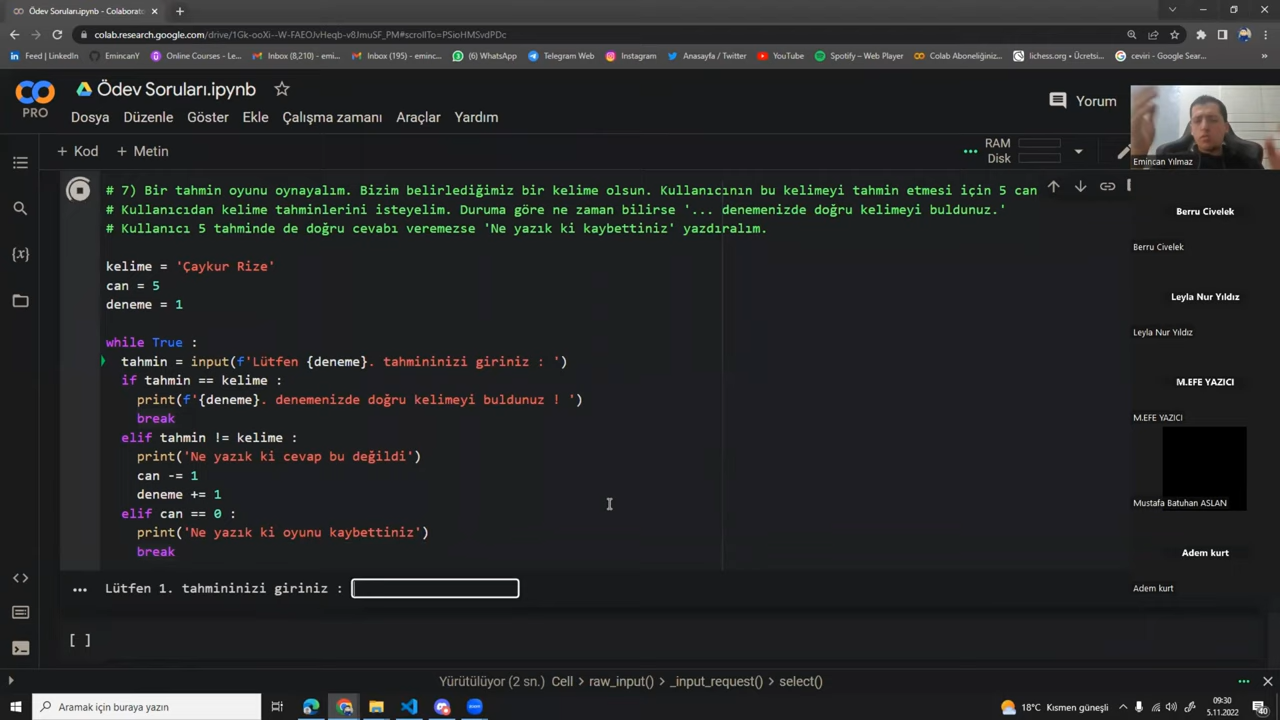 Ödev Soruları.ipynb - Colaborato
colab.research.google.com/drive/1Gk-ooXi--W-FAEOJvHeqb-v8JmuSF_PM#scrollTo=PSioHvMSdPDc
Feed | LinkedIn
EmincanY
Online Courses - Le...
Inbox (8,210) - emi...
Inbox (195) - eminc...
(6) WhatsApp
Telegram Web
Instagram
Anasayfa / Twitter
YouTube
Spotify – Web Player
Colab Aboneliğiniz...
lichess.org • Ücretsi...
ceviri - Google Sear...
PRO
Ödev Soruları.ipynb
Yorum
Dosya Düzenle Göster Ekle Çalışma zamanı Araçlar Yardım
+ Kod + Metin
RAM
Disk
Emincan Yılmaz
# 7) Bir tahmin oyunu oynayalım. Bizim belirlediğimiz bir kelime olsun. Kullanıcının bu kelimeyi tahmin etmesi için 5 can
# Kullanıcıdan kelime tahminlerini isteyelim. Duruma göre ne zaman bilirse '... denemenizde doğru kelimeyi buldunuz.'
# Kullanıcı 5 tahminde de doğru cevabı veremezse 'Ne yazık ki kaybettiniz' yazdıralım.
kelime = 'Çaykur Rize'
can = 5
deneme = 1
while True :
tahmin = input(f'Lütfen {deneme}. tahmininizi giriniz : ')
if tahmin == kelime :
print(f'{deneme}. denemenizde doğru kelimeyi buldunuz ! ')
break
elif tahmin != kelime :
print('Ne yazık ki cevap bu değildi')
can -= 1
deneme += 1
elif can == 0 :
print('Ne yazık ki oyunu kaybettiniz')
break
Lütfen 1. tahmininizi giriniz :
[ ]
Berru Civelek
Berru Civelek
Leyla Nur Yıldız
Leyla Nur Yıldız
M.EFE YAZICI
M.EFE YAZICI
Mustafa Batuhan ASLAN
Adem kurt
Adem kurt
Yürütülüyor (2 sn.) Cell > raw_input() > _input_request() > select()
Aramak için buraya yazın
18°C Kısmen güneşli
09:30
5.11.2022
40